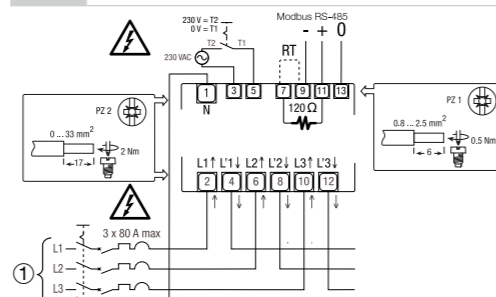 230 V = T2
0V = T1
Modbus RS-485
- + 0
T2 T1
RT
230 VAC
1 3 5 7 9 11 13
N
120 Ω
PZ 2
0 ... 33 mm²
17
2 Nm
PZ 1
0.8 ... 2.5 mm²
6
0.5 Nm
L1↑ L'1↓ L2↑ L'2↓ L3↑ L'3↓
2 4 6 8 10 12
3 x 80 A max
1
L1
L2
L3